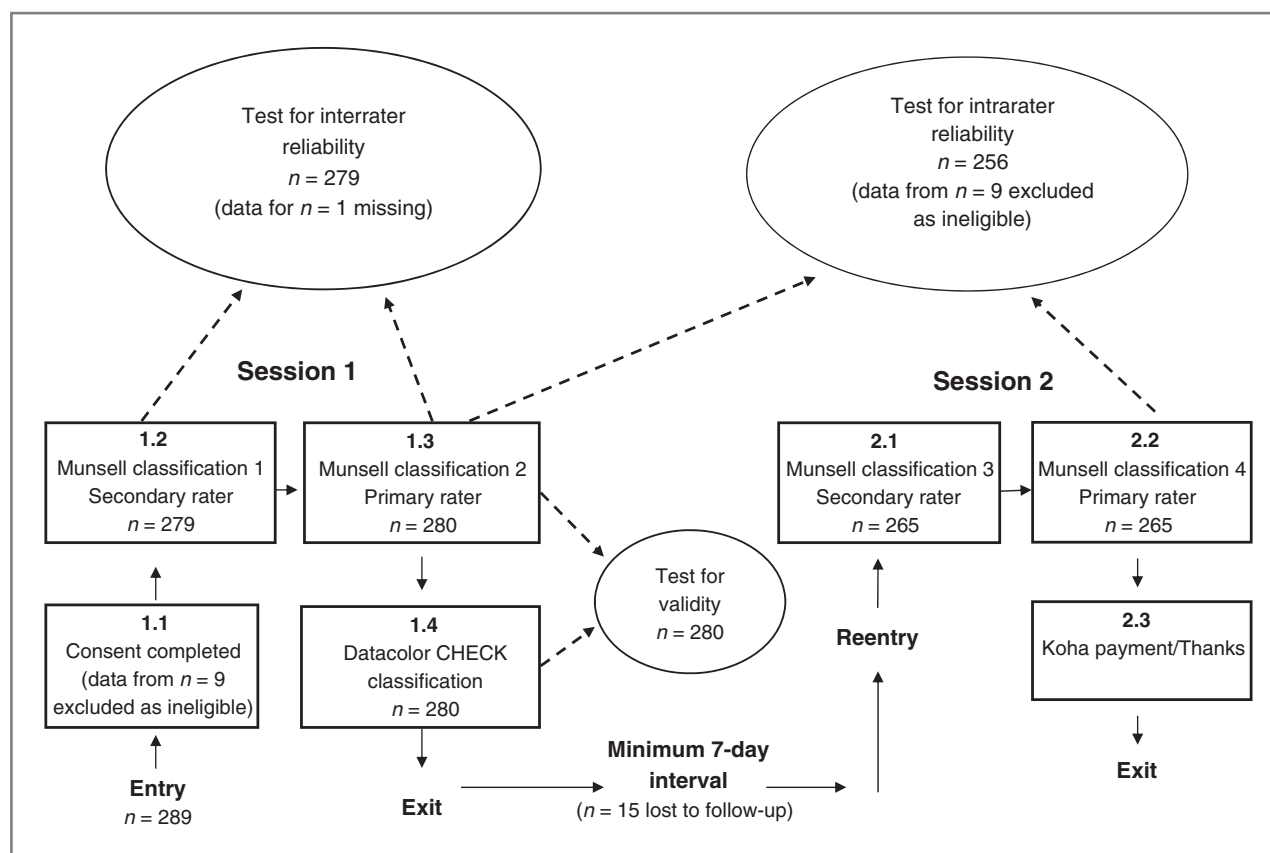 Test for interrater
reliability
n = 279
(data for n = 1 missing)
Test for intrarater
reliability
n = 256
(data from n = 9 excluded
as ineligible)
Session 1
Session 2
1.2
Munsell classification 1
Secondary rater
n = 279
1.3
Munsell classification 2
Primary rater
n = 280
2.1
Munsell classification 3
Secondary rater
n = 265
2.2
Munsell classification 4
Primary rater
n = 265
Test for
validity
n = 280
1.1
Consent completed
(data from n = 9
excluded as ineligible)
1.4
Datacolor CHECK
classification
n = 280
Reentry
2.3
Koha payment/Thanks
Entry
n = 289
Exit
Minimum 7-day
interval
(n = 15 lost to follow-up)
Exit